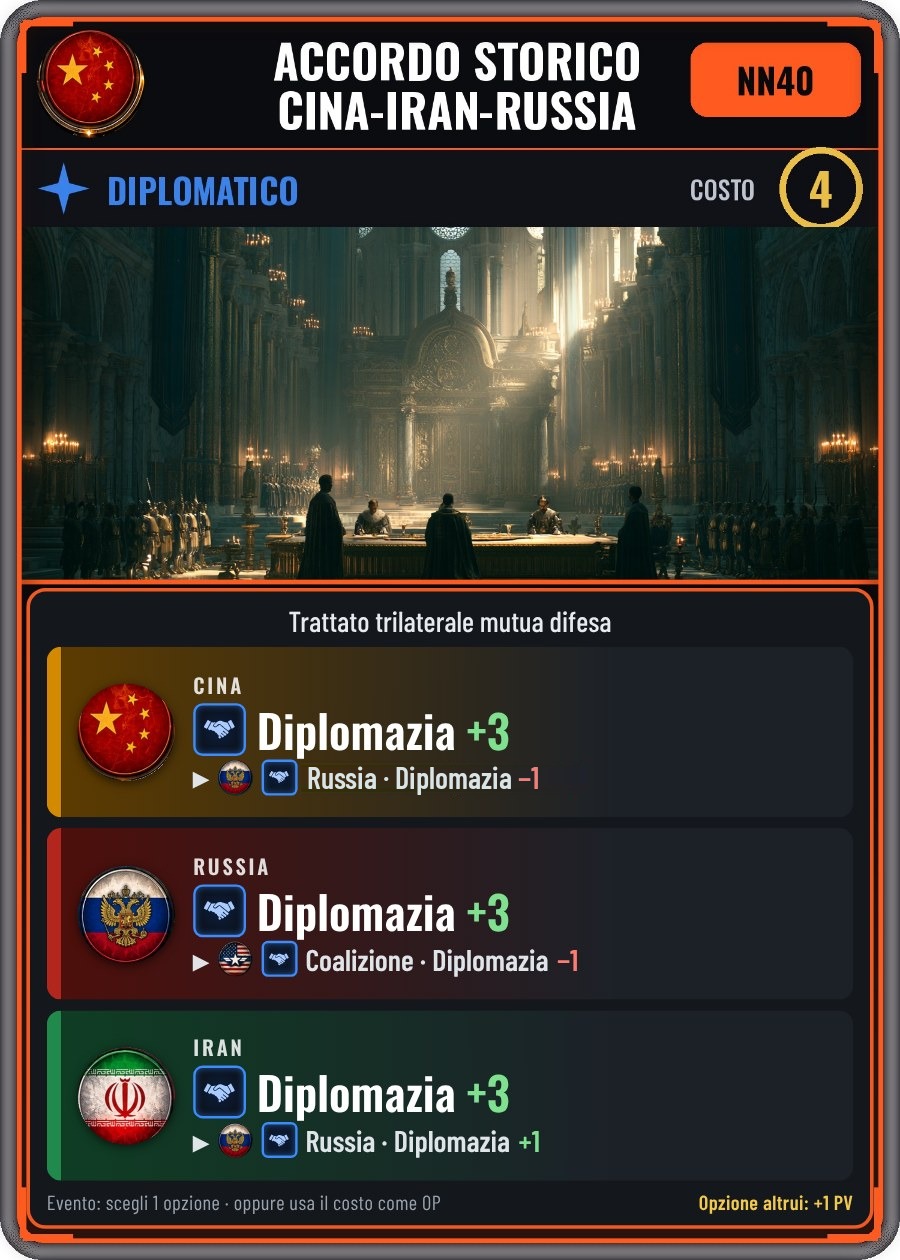 ACCORDO STORICO
CINA-IRAN-RUSSIA
NN40
DIPLOMATICO
COSTO
4
Trattato trilaterale mutua difesa
CINA
Diplomazia +3
▶ Russia · Diplomazia −1
RUSSIA
Diplomazia +3
▶ Coalizione · Diplomazia −1
IRAN
Diplomazia +3
▶ Russia · Diplomazia +1
Evento: scegli 1 opzione · oppure usa il costo come OP
Opzione altrui: +1 PV